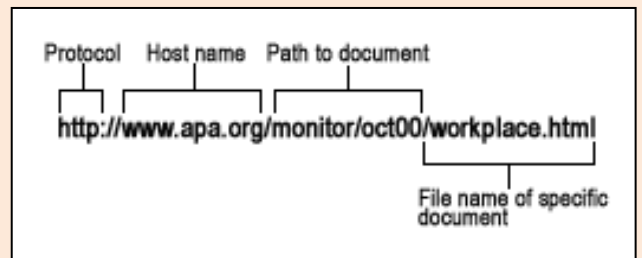 Protocol Host name Path to document
http://www.apa.org/monitor/oct00/workplace.html
File name of specific
document